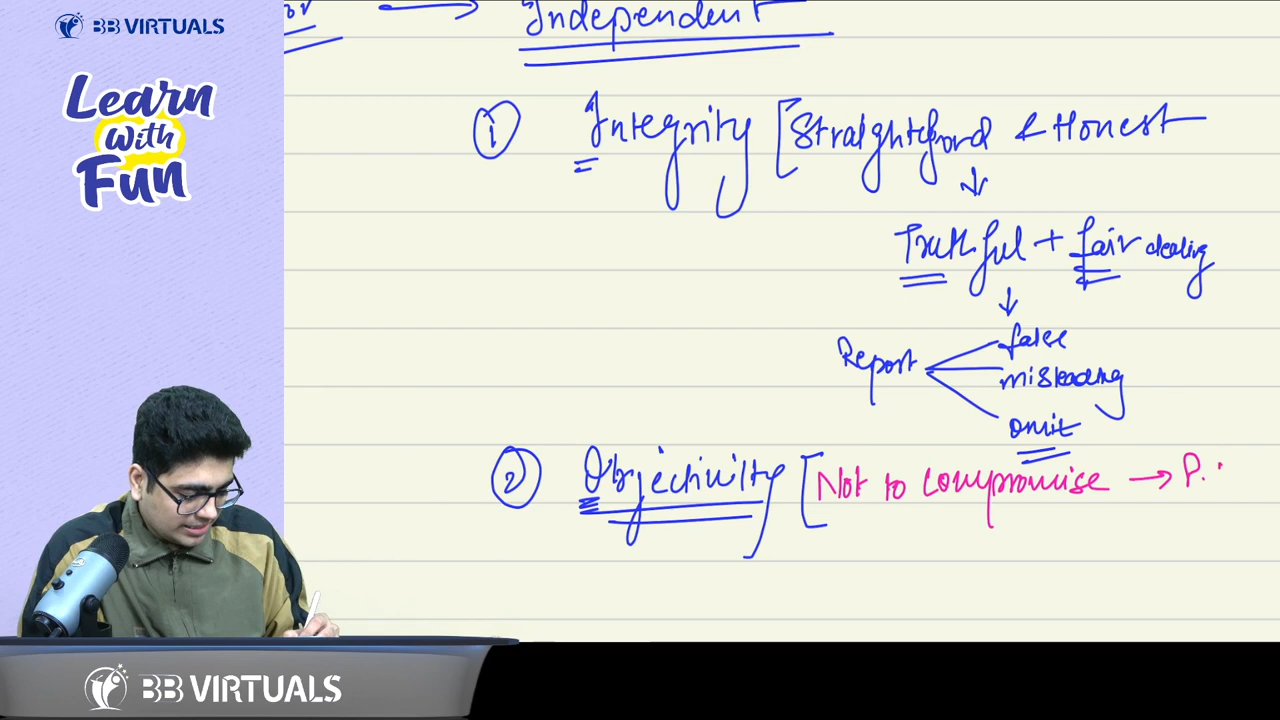 BB VIRTUALS
Learn
With
Fun
Independent
① Integrity [Straightford & Honest
↓
Truthful + fair dealing
↓
Report
false
misleading
omit
② Objectivity [Not to compromise → P.
BB VIRTUALS